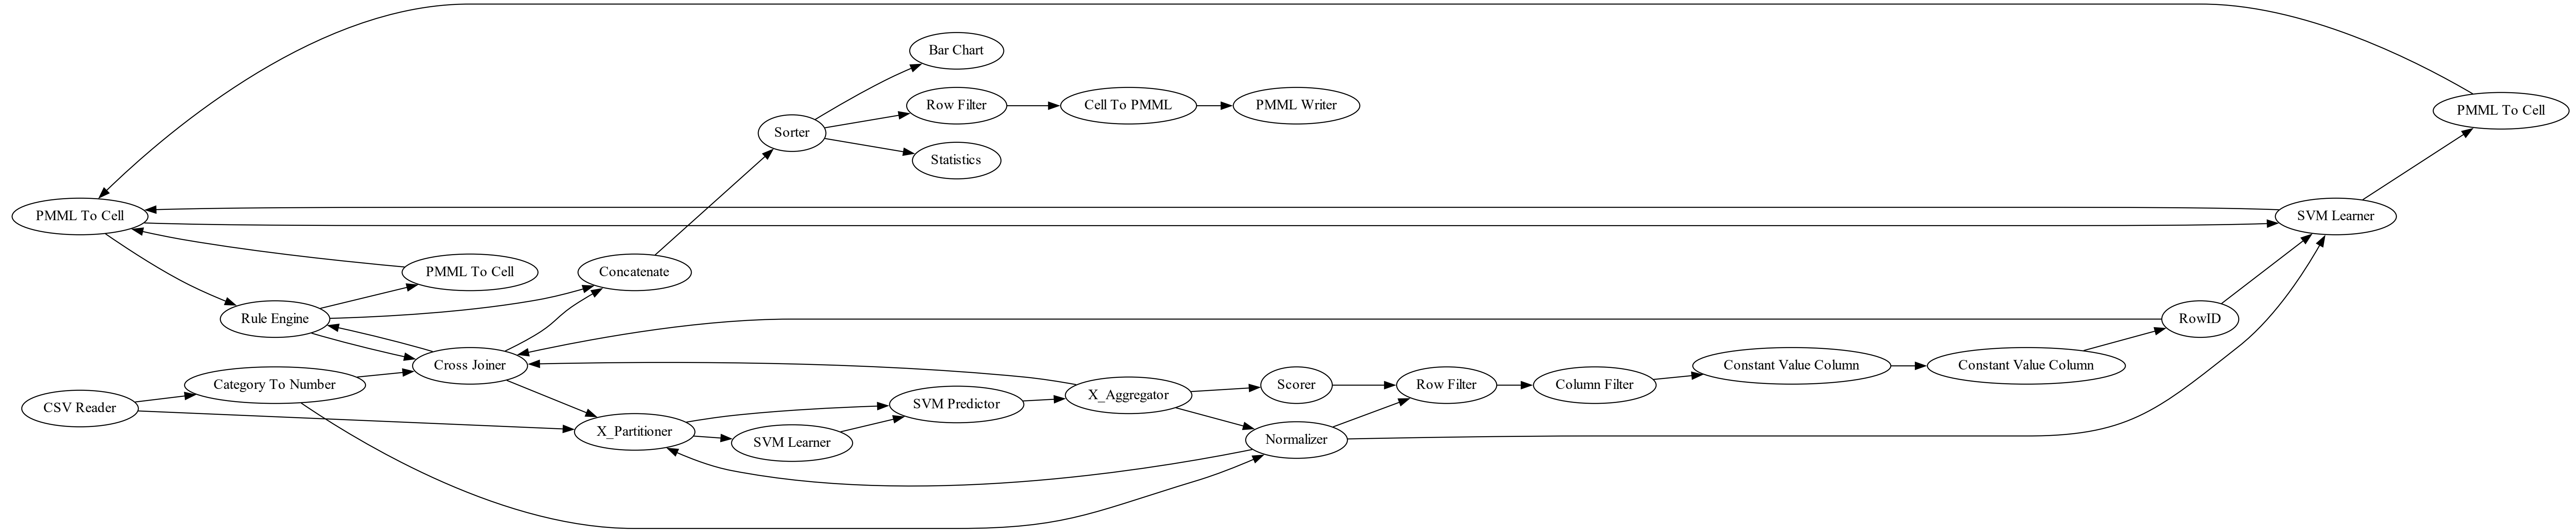 Bar Chart
Row Filter
Cell To PMML
PMML Writer
PMML To Cell
Sorter
Statistics
PMML To Cell
SVM Learner
PMML To Cell
Concatenate
Rule Engine
RowID
Cross Joiner
Constant Value Column
Constant Value Column
Category To Number
Scorer
Row Filter
Column Filter
X_Aggregator
CSV Reader
SVM Predictor
X_Partitioner
SVM Learner
Normalizer